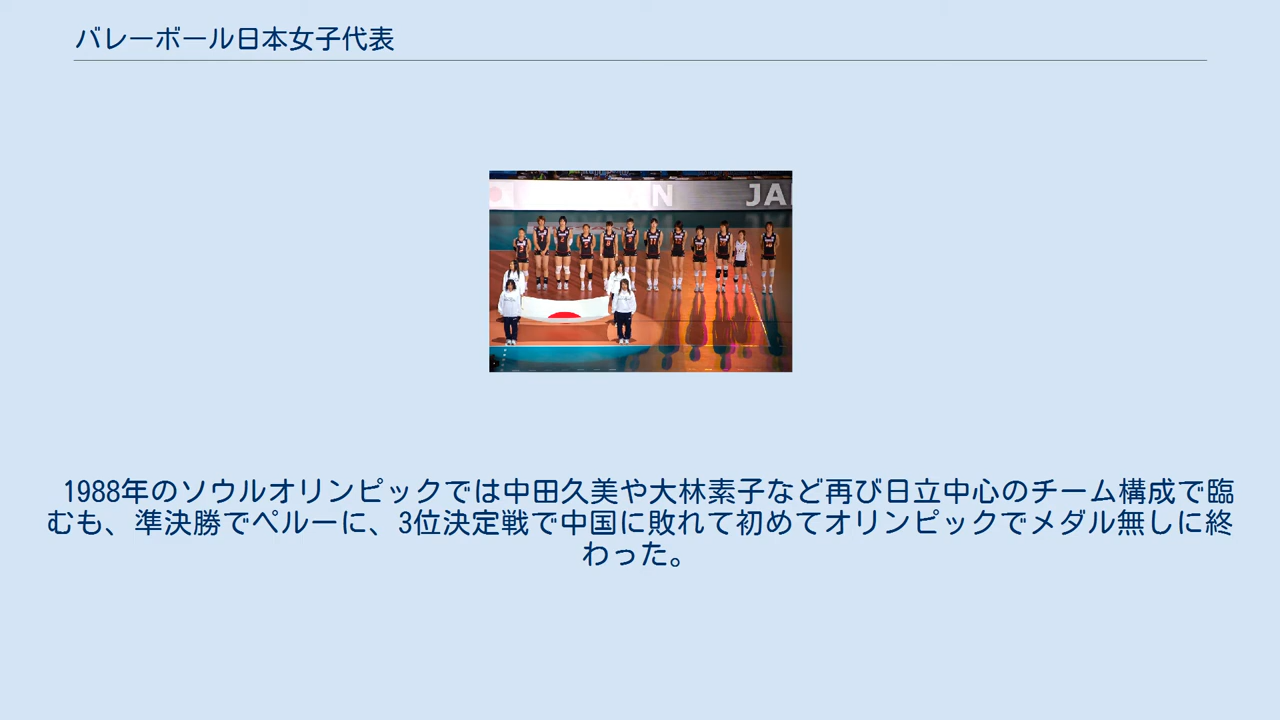 バレーボール日本女子代表
N JA
1988年のソウルオリンピックでは中田久美や大林素子など再び日立中心のチーム構成で臨
むも、準決勝でペルーに、3位決定戦で中国に敗れて初めてオリンピックでメダル無しに終
わった。